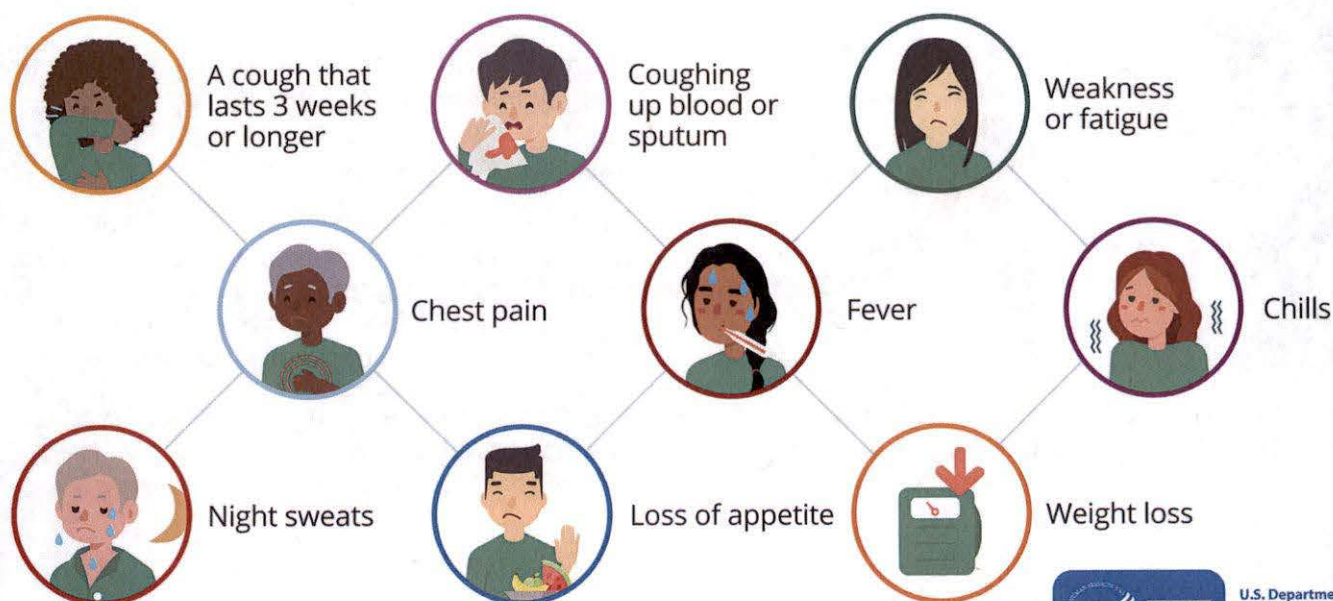 A cough that
lasts 3 weeks
or longer
Coughing
up blood or
sputum
Weakness
or fatigue
Chest pain
Fever
Chills
Night sweats
Loss of appetite
Weight loss